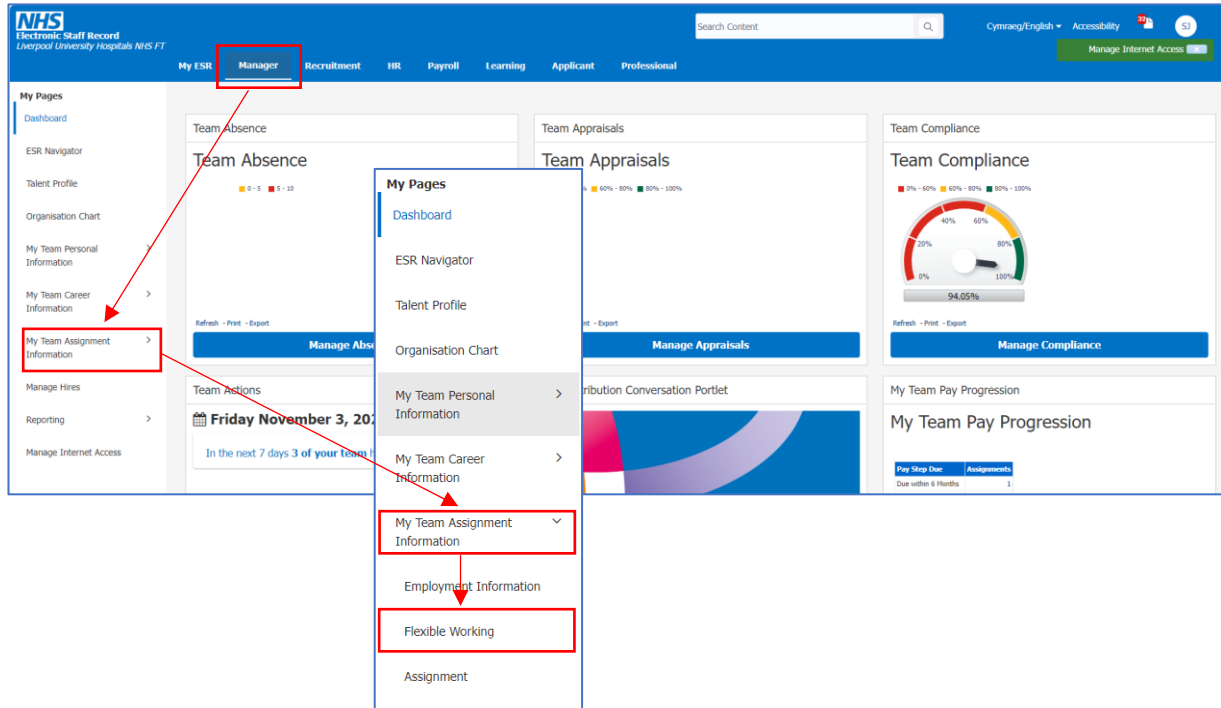 NHS
Electronic Staff Record
Liverpool University Hospitals NHS FT
Search Content
Cymraeg/English
Accessibility
32
SJ
Manage Internet Access
My ESR
Manager
Recruitment
HR
Payroll
Learning
Applicant
Professional
My Pages
Dashboard
ESR Navigator
Talent Profile
Organisation Chart
My Team Personal
Information
My Team Career
Information
My Team Assignment
Information
Manage Hires
Reporting
Manage Internet Access
Team Absence
Team Absence
0 - 5
5 - 10
Refresh - Print - Export
Manage Abse
Team Actions
Friday November 3, 202
In the next 7 days 3 of your team h
Team Appraisals
Team Appraisals
60% - 80%
80% - 100%
nt - Export
Manage Appraisals
ribution Conversation Portlet
Team Compliance
Team Compliance
0% - 60%
60% - 80%
80% - 100%
40%
60%
20%
80%
0%
100%
94.05%
Refresh - Print - Export
Manage Compliance
My Team Pay Progression
My Team Pay Progression
Pay Step Due
Assignments
Due within 6 Months
1
My Pages
Dashboard
ESR Navigator
Talent Profile
Organisation Chart
My Team Personal
Information
My Team Career
Information
My Team Assignment
Information
Employment Information
Flexible Working
Assignment